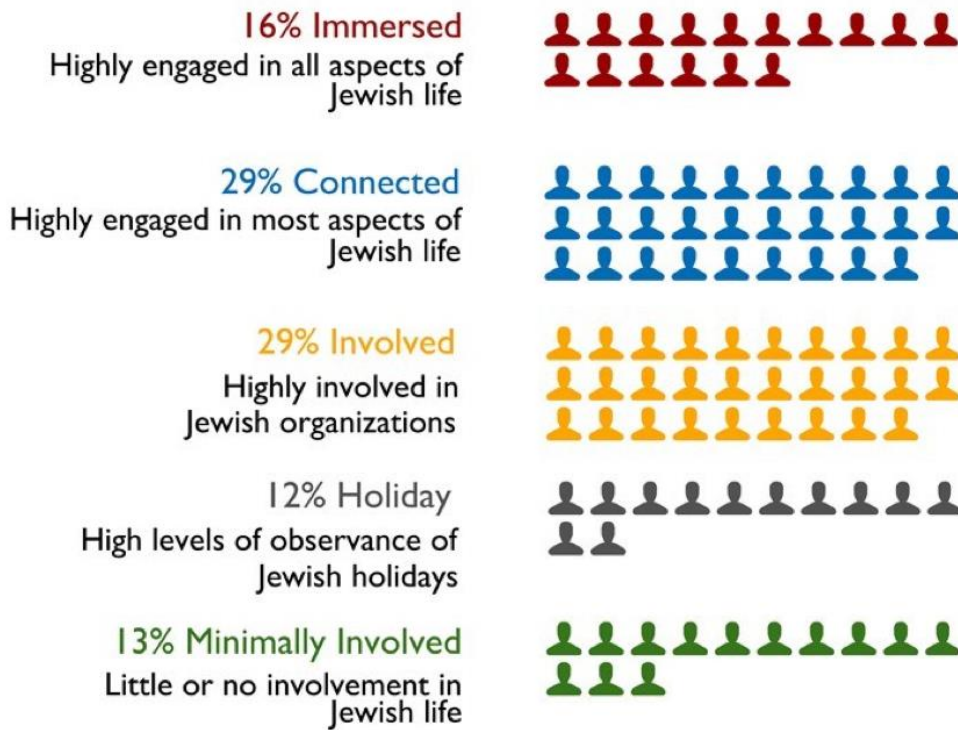 16% Immersed
Highly engaged in all aspects of
Jewish life
29% Connected
Highly engaged in most aspects of
Jewish life
29% Involved
Highly involved in
Jewish organizations
12% Holiday
High levels of observance of
Jewish holidays
13% Minimally Involved
Little or no involvement in
Jewish life